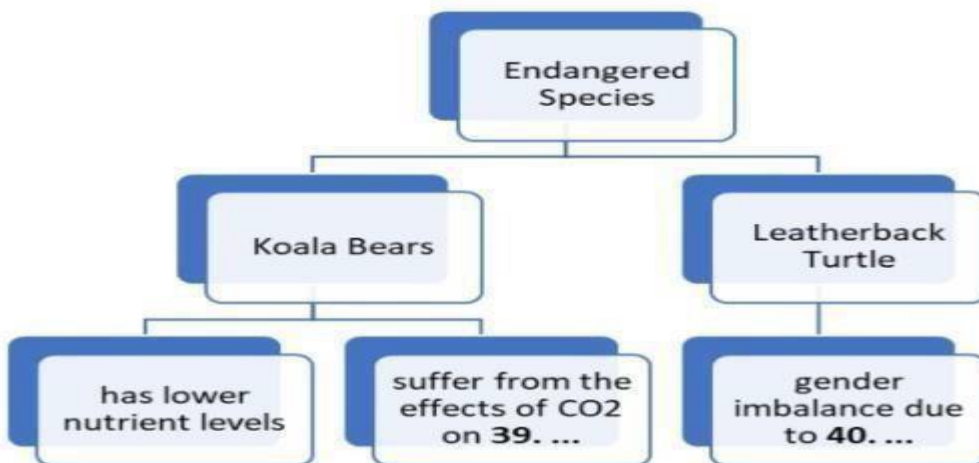 Endangered
Species
Koala Bears
Leatherback
Turtle
has lower
nutrient levels
suffer from the
effects of CO2
on 39. ...
gender
imbalance due
to 40. ...